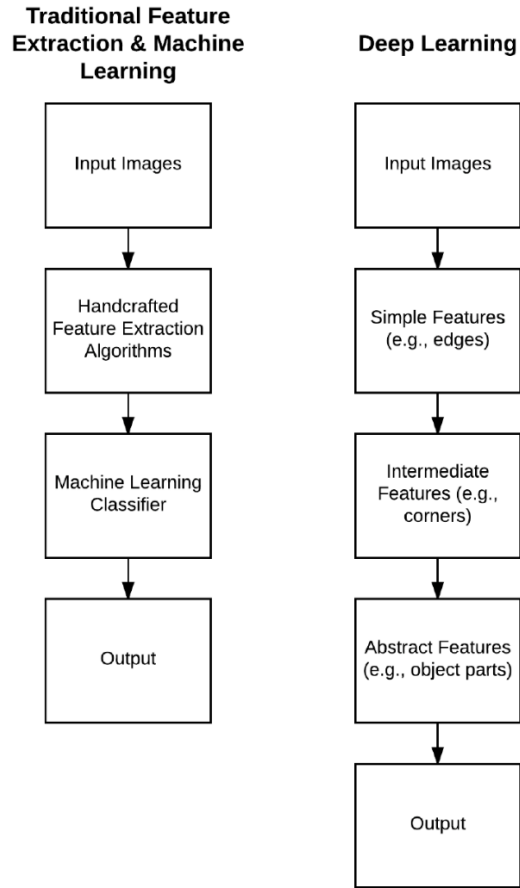 Traditional Feature
Extraction & Machine
Learning
Input Images
Handcrafted
Feature Extraction
Algorithms
Machine Learning
Classifier
Output
Deep Learning
Input Images
Simple Features
(e.g., edges)
Intermediate
Features (e.g.,
corners)
Abstract Features
(e.g., object parts)
Output